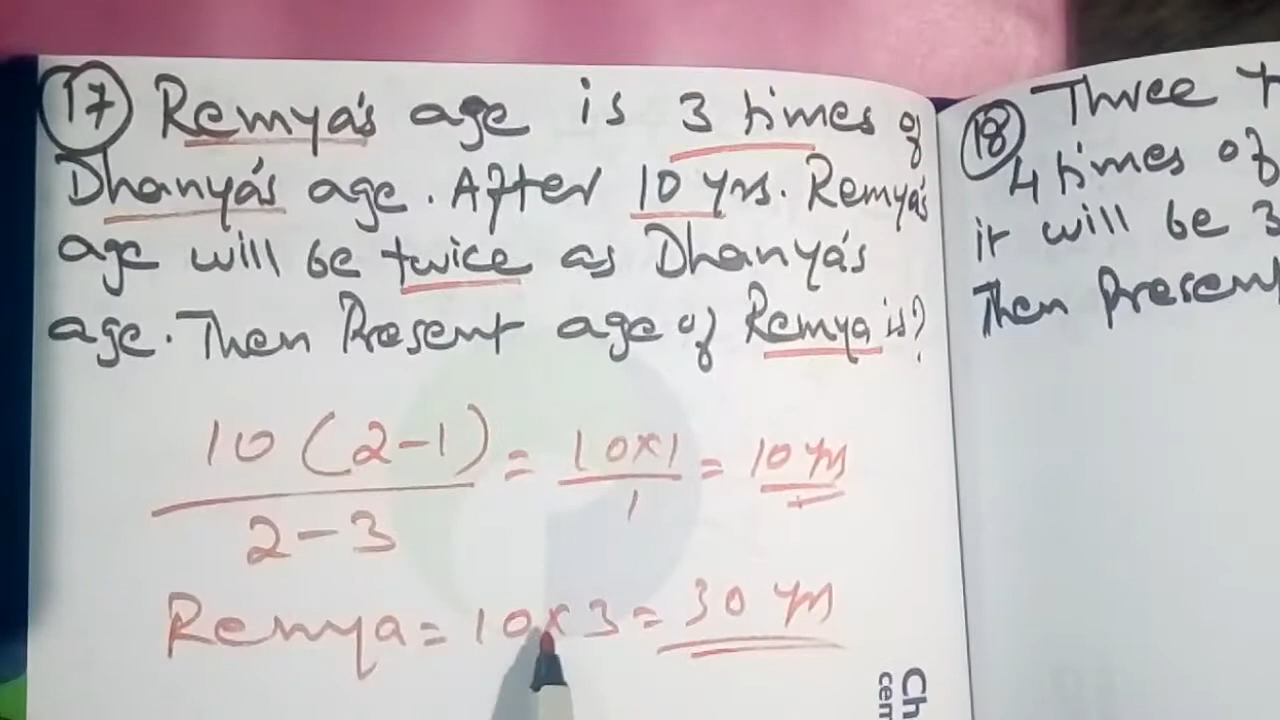 17 Remya's age is 3 times of
Dhanya's age. After 10 yrs. Remya's
age will be twice as Dhanya's
age. Then Present age of Remya is?
10 (2-1) / 2-3 = 10×1 / 1 = 10 yrs
Remya = 10×3 = 30 yrs
18 Three
4 times of
it will be 3
Then Present
Ch
cem